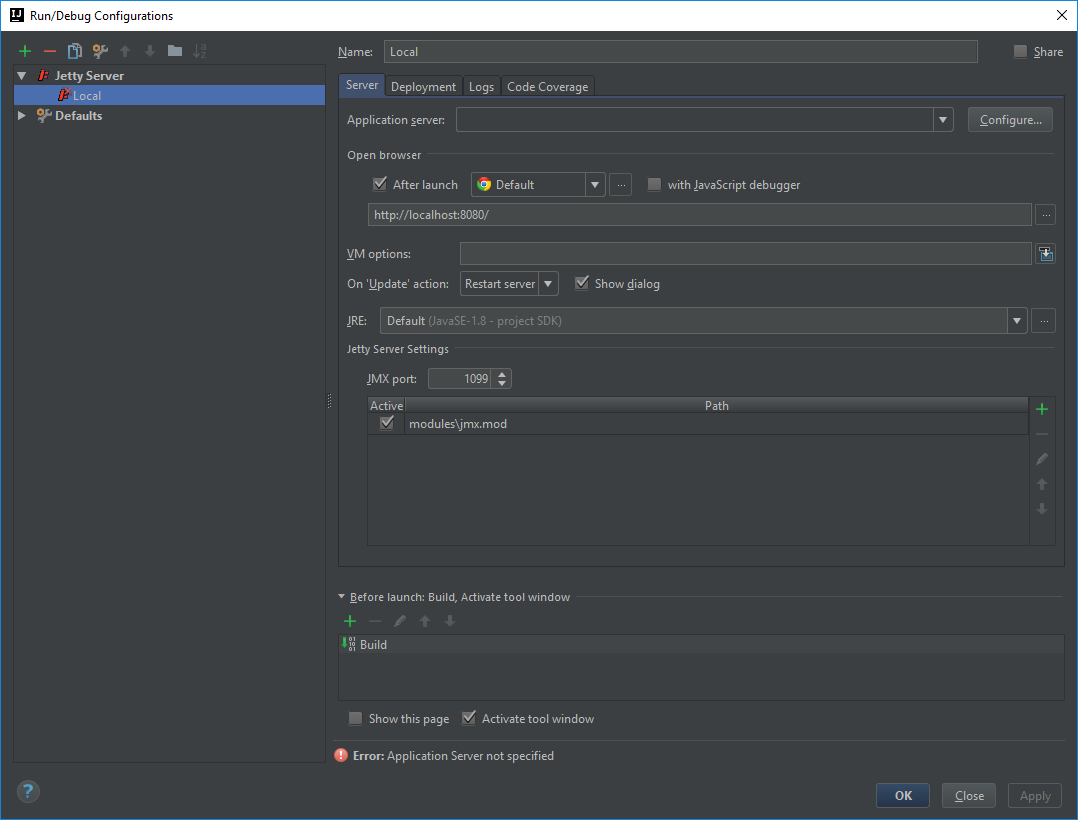 Run/Debug Configurations
Name: Local Share
Jetty Server
Local
Defaults
Server Deployment Logs Code Coverage
Application server: Configure...
Open browser
After launch Default ... with JavaScript debugger
http://localhost:8080/ ...
VM options:
On 'Update' action: Restart server Show dialog
JRE: Default (JavaSE-1.8 - project SDK) ...
Jetty Server Settings
JMX port: 1099
Active Path
modules\jmx.mod
Before launch: Build, Activate tool window
Build
Show this page Activate tool window
Error: Application Server not specified
? OK Close Apply